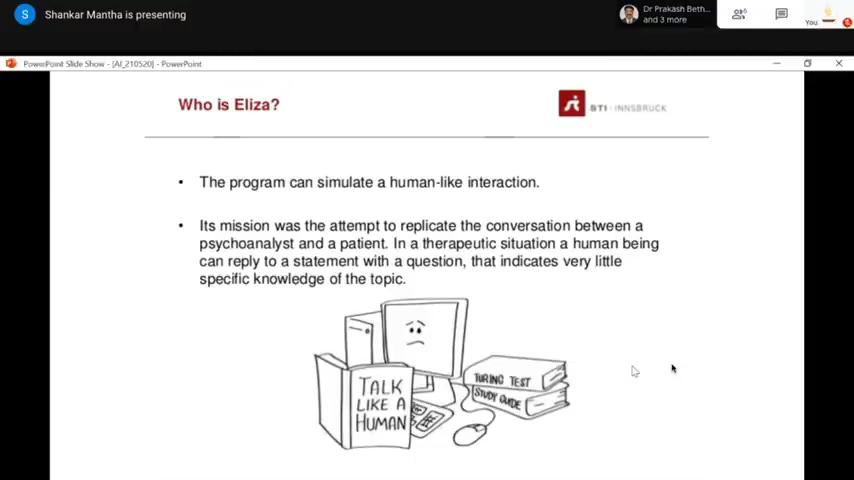 S Shankar Mantha is presenting
Dr Prakash Beth...
and 3 more
You
PowerPoint Slide Show - [AI_210520] - PowerPoint
Who is Eliza?
STI · INNSBRUCK
• The program can simulate a human-like interaction.
• Its mission was the attempt to replicate the conversation between a
psychoanalyst and a patient. In a therapeutic situation a human being
can reply to a statement with a question, that indicates very little
specific knowledge of the topic.
TALK
LIKE A
HUMAN
TURING TEST
STUDY GUIDE